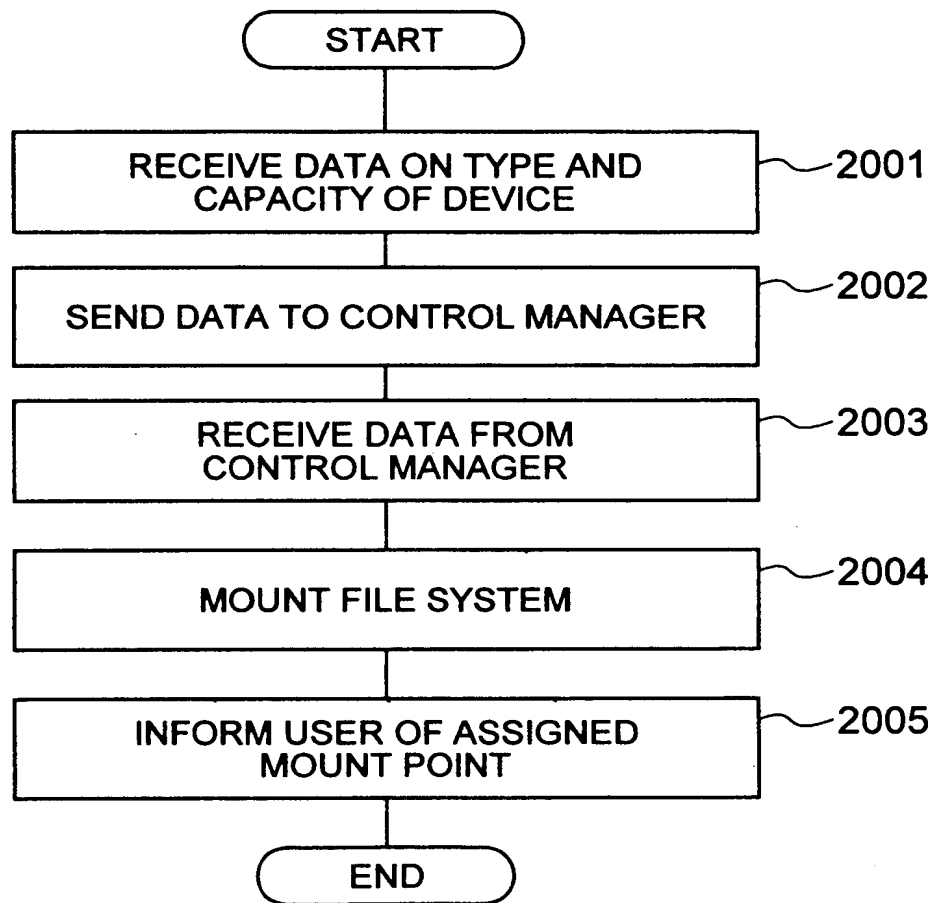 START
RECEIVE DATA ON TYPE AND
CAPACITY OF DEVICE
2001
SEND DATA TO CONTROL MANAGER
2002
RECEIVE DATA FROM
CONTROL MANAGER
2003
MOUNT FILE SYSTEM
2004
INFORM USER OF ASSIGNED
MOUNT POINT
2005
END